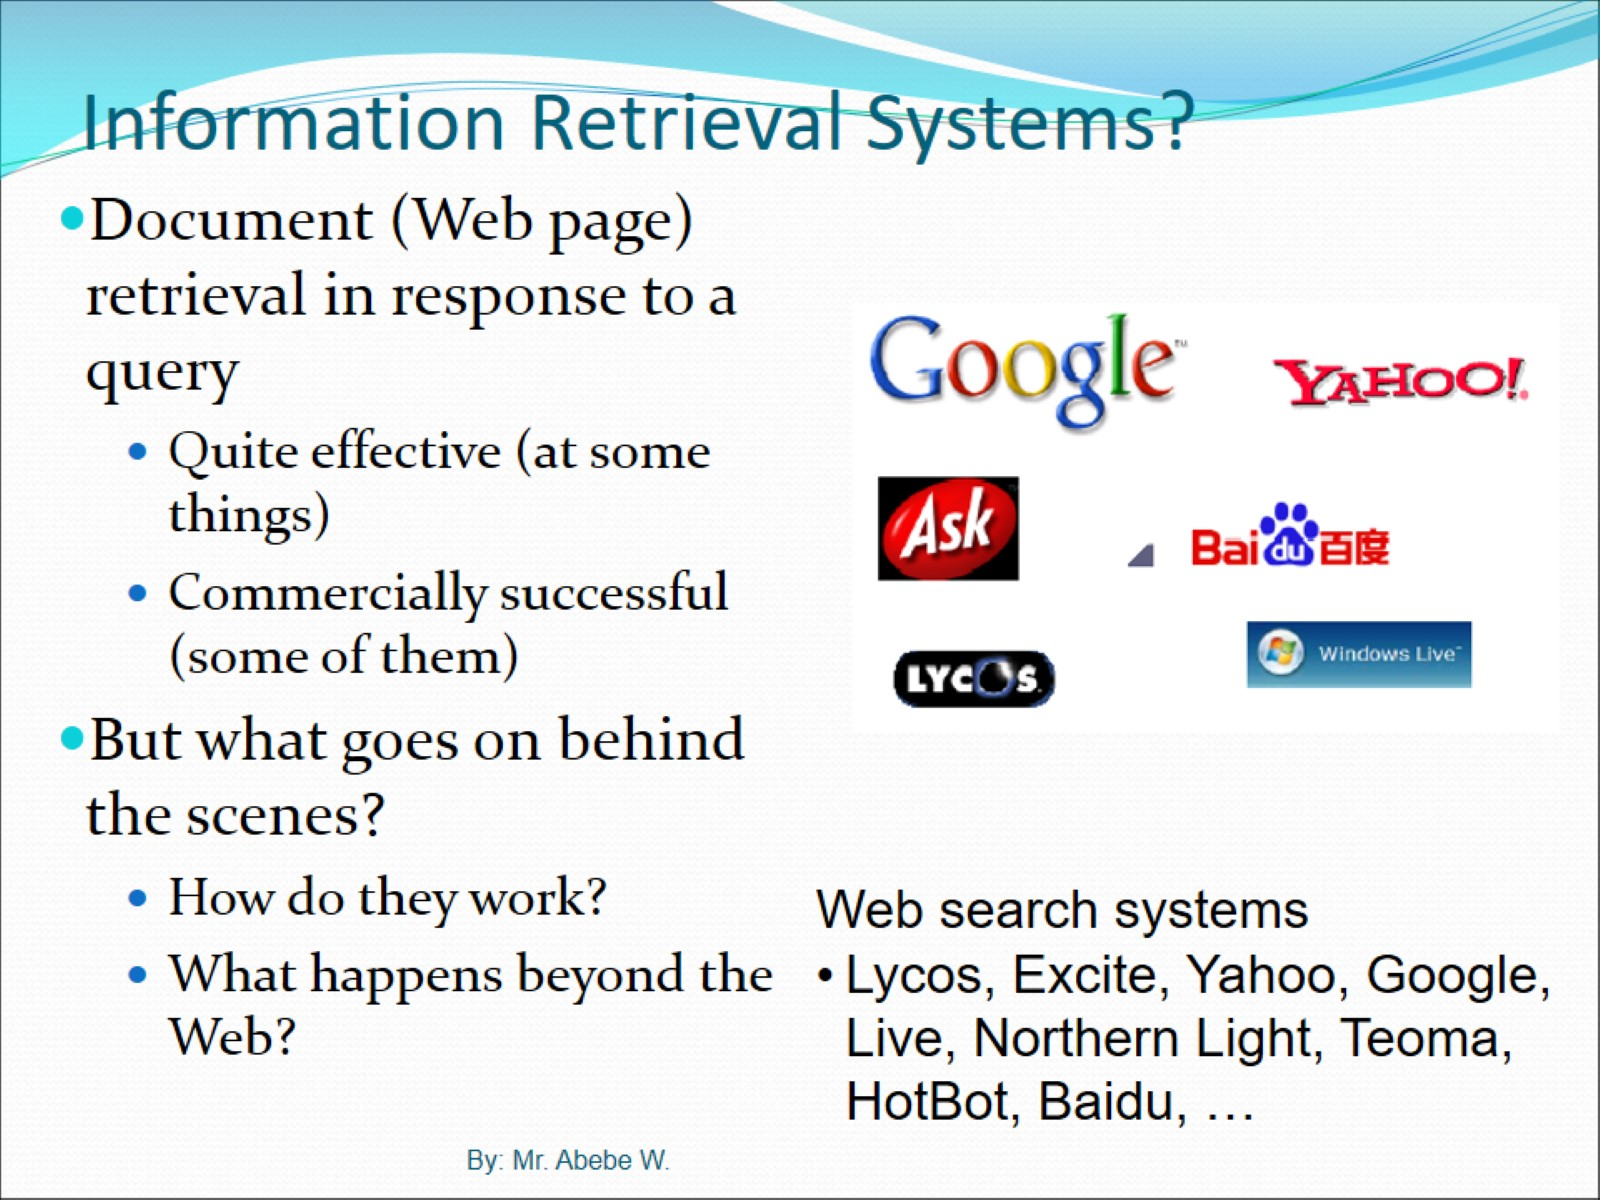 Information Retrieval Systems?
•Document (Web page)
retrieval in response to a
query
• Quite effective (at some
things)
• Commercially successful
(some of them)
•But what goes on behind
the scenes?
• How do they work?
• What happens beyond the
Web?
Google™
YAHOO!.
Ask
Bai du 百度
LYCOS
Windows Live™
Web search systems
• Lycos, Excite, Yahoo, Google,
Live, Northern Light, Teoma,
HotBot, Baidu, …
By: Mr. Abebe W.